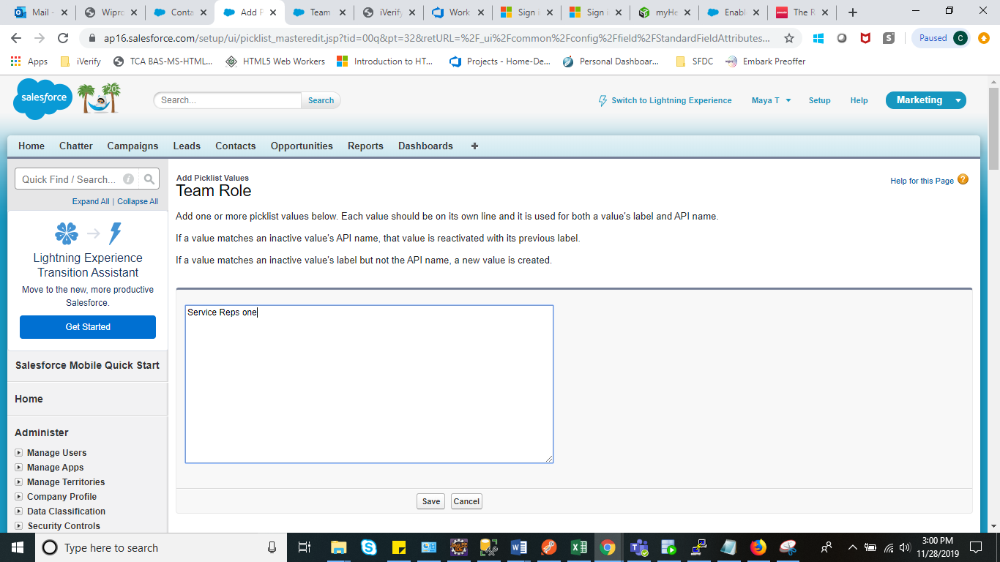 Mail -
Wipro
Conta
Add P
Team
iVerify
Work
Sign i
Sign i
myHe
Enabl
The R
ap16.salesforce.com/setup/ui/picklist_masteredit.jsp?tid=00q&pt=32&retURL=%2F_ui%2Fcommon%2Fconfig%2Ffield%2FStandardFieldAttributes...
Paused
C
Apps
iVerify
TCA BAS-MS-HTML...
HTML5 Web Workers
Introduction to HT...
Projects - Home-De...
Personal Dashboar...
SFDC
Embark Preoffer
salesforce
20
Search...
Search
Switch to Lightning Experience
Maya T
Setup
Help
Marketing
Home
Chatter
Campaigns
Leads
Contacts
Opportunities
Reports
Dashboards
+
Quick Find / Search...
Expand All | Collapse All
Lightning Experience
Transition Assistant
Move to the new, more productive
Salesforce.
Get Started
Salesforce Mobile Quick Start
Home
Administer
Manage Users
Manage Apps
Manage Territories
Company Profile
Data Classification
Security Controls
Add Picklist Values
Team Role
Help for this Page
Add one or more picklist values below. Each value should be on its own line and it is used for both a value's label and API name.
If a value matches an inactive value's API name, that value is reactivated with its previous label.
If a value matches an inactive value's label but not the API name, a new value is created.
Service Reps one
Save
Cancel
Type here to search
3:00 PM
11/28/2019